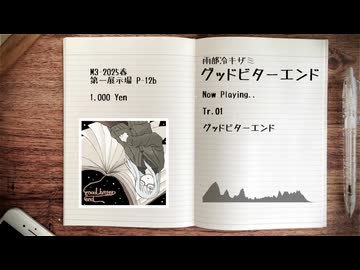 M3-2025春
第一展示場 P-12b
1,000 Yen
南部冷キザミ
グッドビターエンド
Now Playing..
Tr.01
グッドビターエンド
Good bitter
end